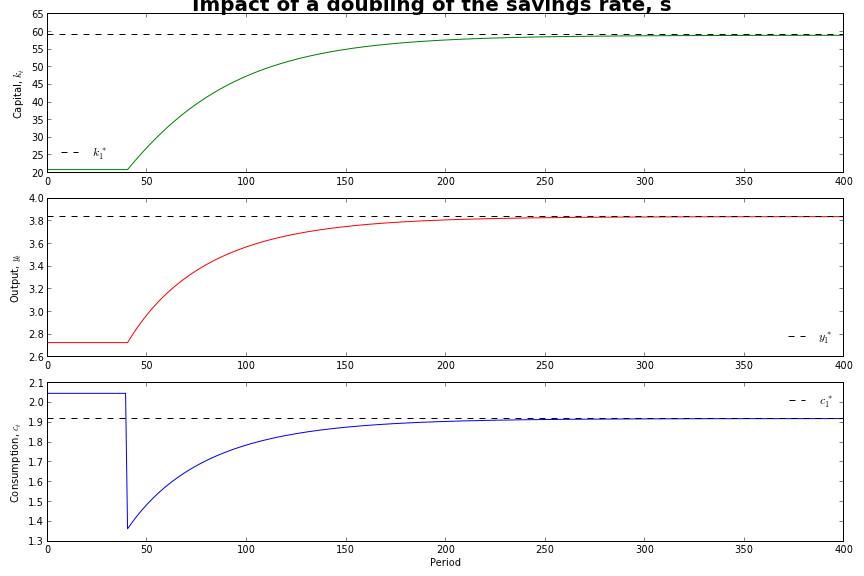 Impact of a doubling of the savings rate, s
65
60
55
50
45
40
35
30
25
20
Capital, k_t
k_1^*
0 50 100 150 200 250 300 350 400
4.0
3.8
3.6
3.4
3.2
3.0
2.8
2.6
Output, y_t
y_1^*
0 50 100 150 200 250 300 350 400
2.1
2.0
1.9
1.8
1.7
1.6
1.5
1.4
1.3
Consumption, c_t
c_1^*
0 50 100 150 200 250 300 350 400
Period